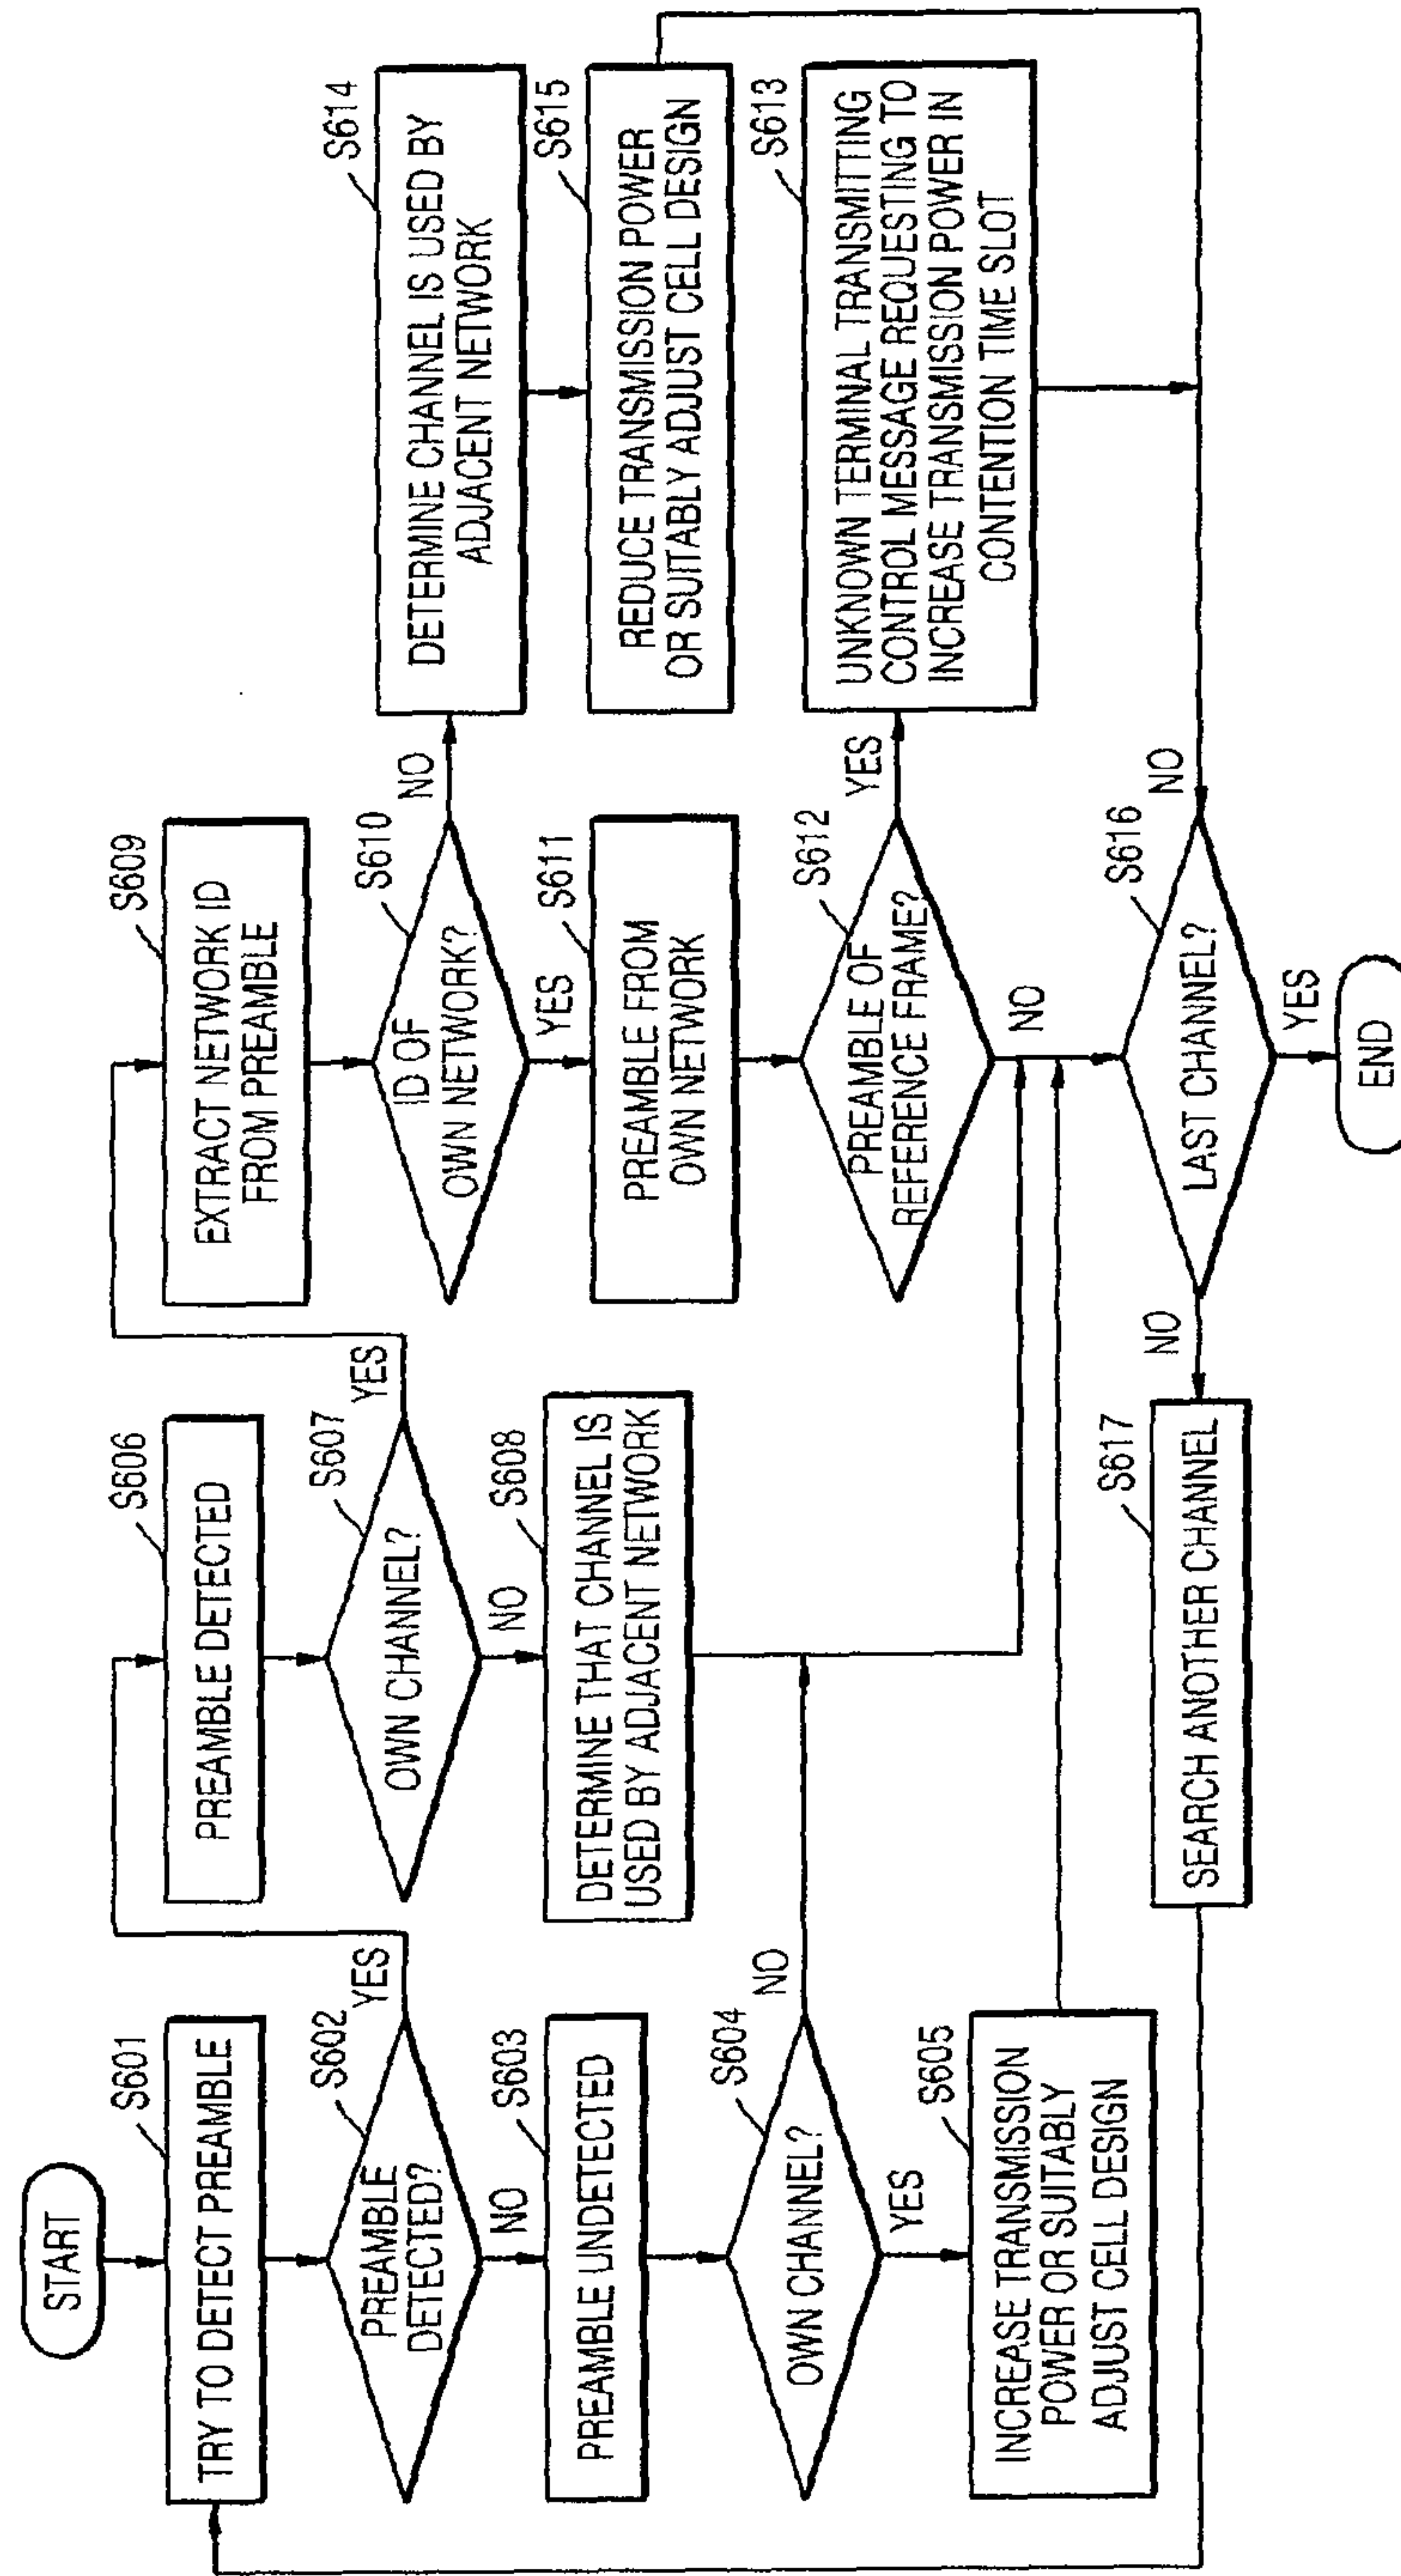 START
S601
TRY TO DETECT PREAMBLE
S602
PREAMBLE
DETECTED?
YES
NO
S603
PREAMBLE UNDETECTED
S604
OWN CHANNEL?
NO
YES
S605
INCREASE TRANSMISSION
POWER OR SUITABLY
ADJUST CELL DESIGN
S606
PREAMBLE DETECTED
S607
OWN CHANNEL?
YES
NO
S608
DETERMINE THAT CHANNEL IS
USED BY ADJACENT NETWORK
S609
EXTRACT NETWORK ID
FROM PREAMBLE
S610
ID OF
OWN NETWORK?
NO
YES
S611
PREAMBLE FROM
OWN NETWORK
S612
PREAMBLE OF
REFERENCE FRAME?
YES
NO
S614
DETERMINE CHANNEL IS USED BY
ADJACENT NETWORK
S615
REDUCE TRANSMISSION POWER
OR SUITABLY ADJUST CELL DESIGN
S613
UNKNOWN TERMINAL TRANSMITTING
CONTROL MESSAGE REQUESTING TO
INCREASE TRANSMISSION POWER IN
CONTENTION TIME SLOT
NO
S616
LAST CHANNEL?
NO
YES
S617
SEARCH ANOTHER CHANNEL
END